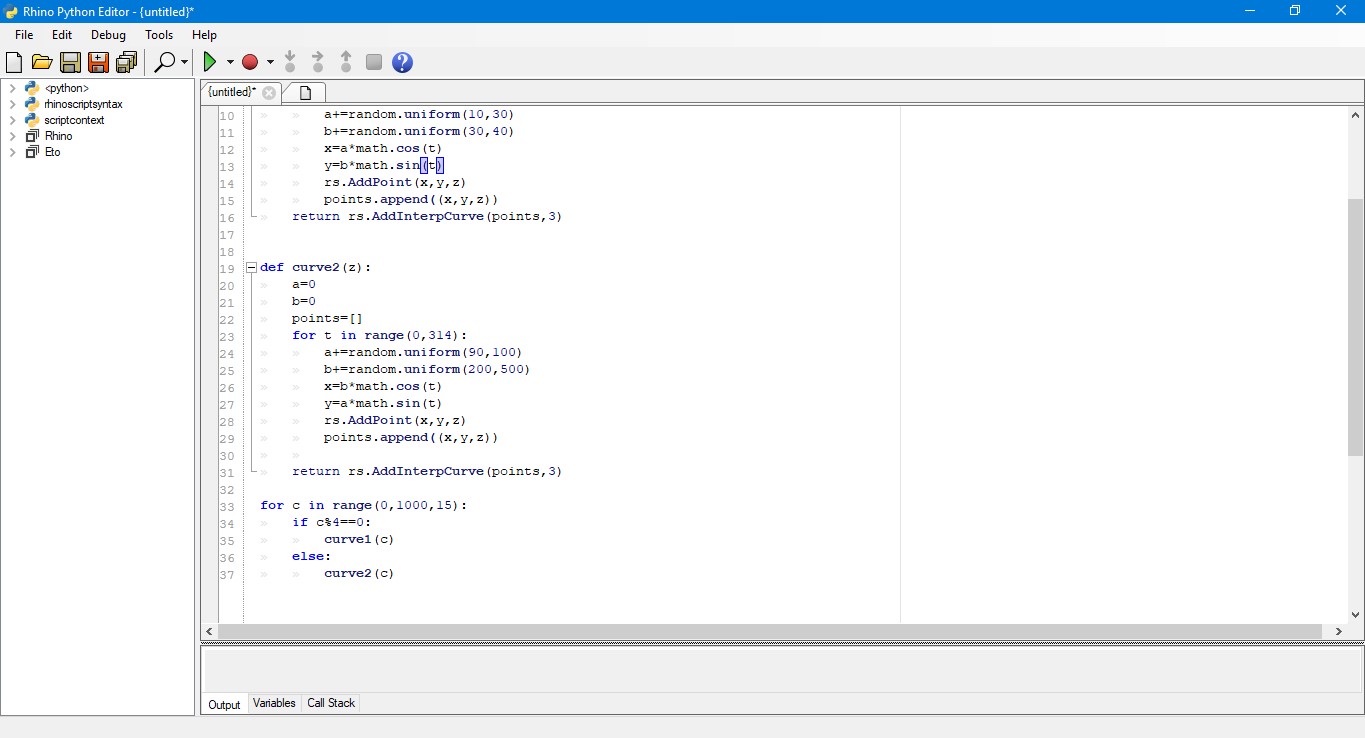 Rhino Python Editor - {untitled}*
File Edit Debug Tools Help
<python>
rhinoscriptsyntax
scriptcontext
Rhino
Eto
{untitled}*
10 a+=random.uniform(10,30)
11 b+=random.uniform(30,40)
12 x=a*math.cos(t)
13 y=b*math.sin(t)
14 rs.AddPoint(x,y,z)
15 points.append((x,y,z))
16 return rs.AddInterpCurve(points,3)
17
18
19 def curve2(z):
20 a=0
21 b=0
22 points=[]
23 for t in range(0,314):
24 a+=random.uniform(90,100)
25 b+=random.uniform(200,500)
26 x=b*math.cos(t)
27 y=a*math.sin(t)
28 rs.AddPoint(x,y,z)
29 points.append((x,y,z))
30
31 return rs.AddInterpCurve(points,3)
32
33 for c in range(0,1000,15):
34 if c%4==0:
35 curve1(c)
36 else:
37 curve2(c)
Output Variables Call Stack